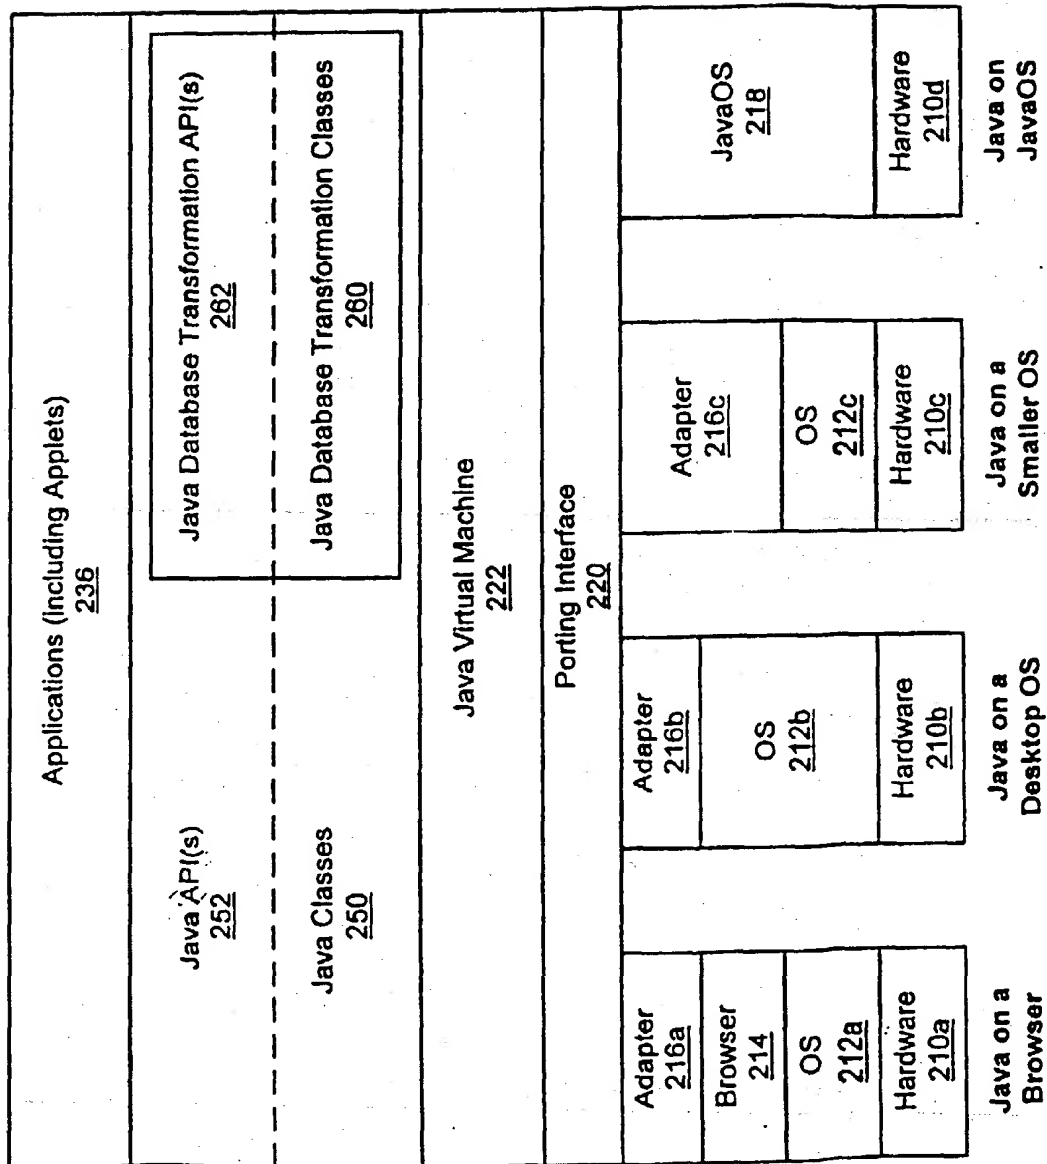 Applications (including Applets)
236
Java API(s)
252
Java Database Transformation API(s)
262
Java Classes
250
Java Database Transformation Classes
260
Java Virtual Machine
222
Porting Interface
220
Adapter
216a
Browser
214
OS
212a
Hardware
210a
Java on a
Browser
Adapter
216b
OS
212b
Hardware
210b
Java on a
Desktop OS
Adapter
216c
OS
212c
Hardware
210c
Java on a
Smaller OS
JavaOS
218
Hardware
210d
Java on
JavaOS